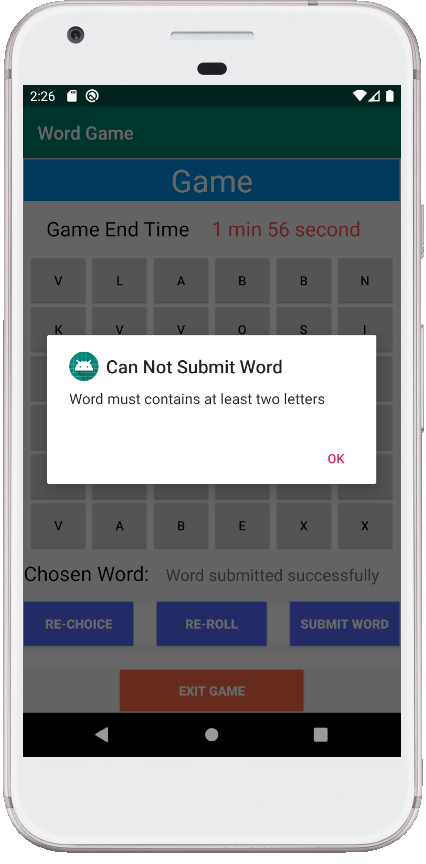 2:26
Word Game
Game
Game End Time 1 min 56 second
V L A B B N
K V V O S I
Can Not Submit Word
Word must contains at least two letters
OK
V A B E X X
Chosen Word: Word submitted successfully
RE-CHOICE RE-ROLL SUBMIT WORD
EXIT GAME